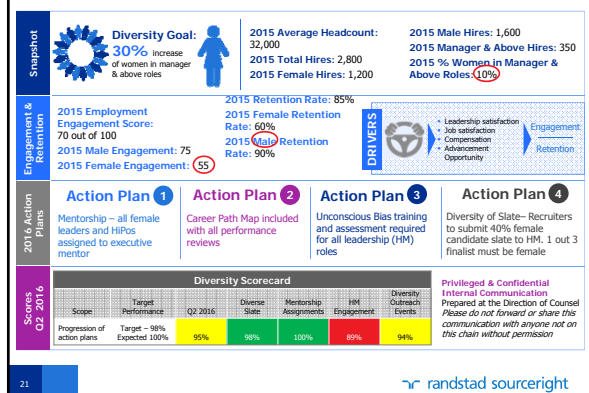 Snapshot
Diversity Goal:
30% increase
of women in manager
& above roles
2015 Average Headcount:
32,000
2015 Total Hires: 2,800
2015 Female Hires: 1,200
2015 Male Hires: 1,600
2015 Manager & Above Hires: 350
2015 % Women in Manager &
Above Roles: 10%
Engagement &
Retention
2015 Employment
Engagement Score:
70 out of 100
2015 Male Engagement: 75
2015 Female Engagement: 55
2015 Retention Rate: 85%
2015 Female Retention
Rate: 60%
2015 Male Retention
Rate: 90%
DRIVERS
• Leadership satisfaction
• Job satisfaction
• Compensation
• Advancement
Opportunity
Engagement
Retention
2016 Action
Plans
Action Plan 1
Mentorship – all female
leaders and HiPos
assigned to executive
mentor
Action Plan 2
Career Path Map included
with all performance
reviews
Action Plan 3
Unconscious Bias training
and assessment required
for all leadership (HM)
roles
Action Plan 4
Diversity of Slate– Recruiters
to submit 40% female
candidate slate to HM. 1 out 3
finalist must be female
Scores
Q2 2016
Diversity Scorecard
Scope
Target
Performance
Q2 2016
Diverse
Slate
Mentorship
Assignments
HM
Engagement
Diversity
Outreach
Events
Progression of
action plans
Target – 98%
Expected 100%
95%
98%
100%
89%
94%
Privileged & Confidential
Internal Communication
Prepared at the Direction of Counsel
Please do not forward or share this
communication with anyone not on
this chain without permission
21
randstad sourceright